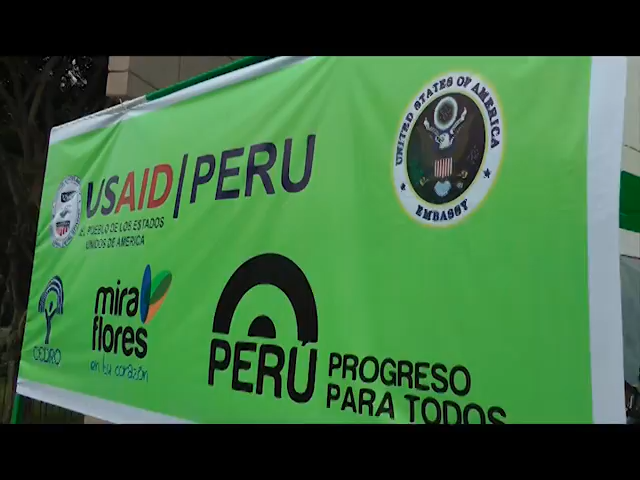 USAID | PERU
EL PUEBLO DE LOS ESTADOS
UNIDOS DE AMERICA
UNITED STATES OF AMERICA
EMBASSY
CEDRO
mira
flores
en tu corazón
PERÚ PROGRESO
PARA TODOS